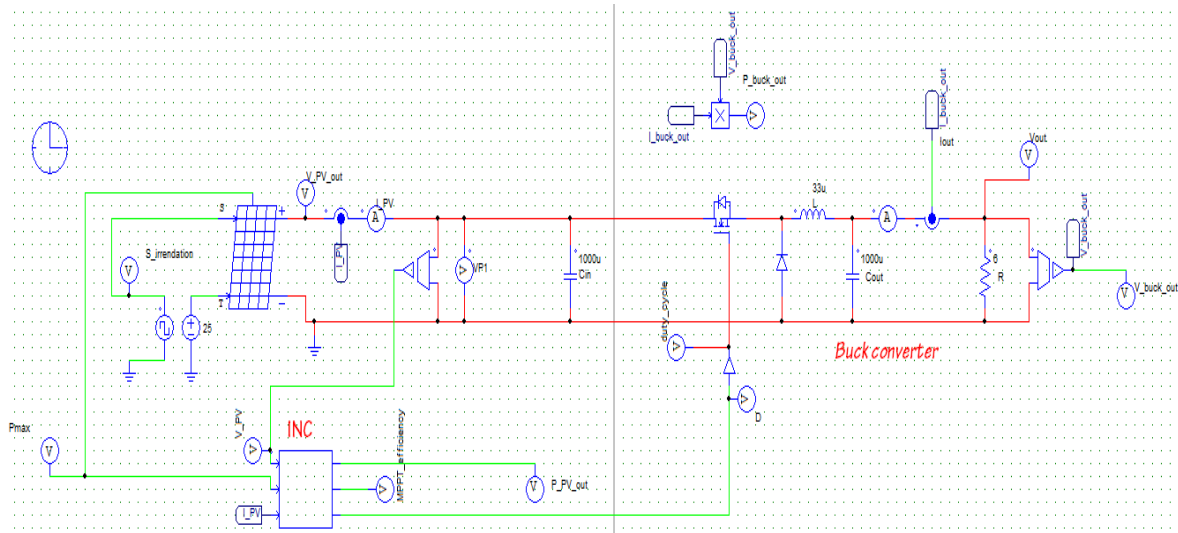 V_buck_out
P_buck_out
I_buck_out
I_buck_out
Iout
Vout
V
V_PV_out
V
I_PV
A
S
+
33u
L
A
V_buck_out
S_irrendation
V
VP1
V
1000u
Cin
1000u
Cout
6
R
V_buck_out
V
T
-
25
duty_cycle
V
Buck converter
D
V
Pmax
V
V_PV
V
INC
MPPT_efficiency
V
P_PV_out
V
I_PV